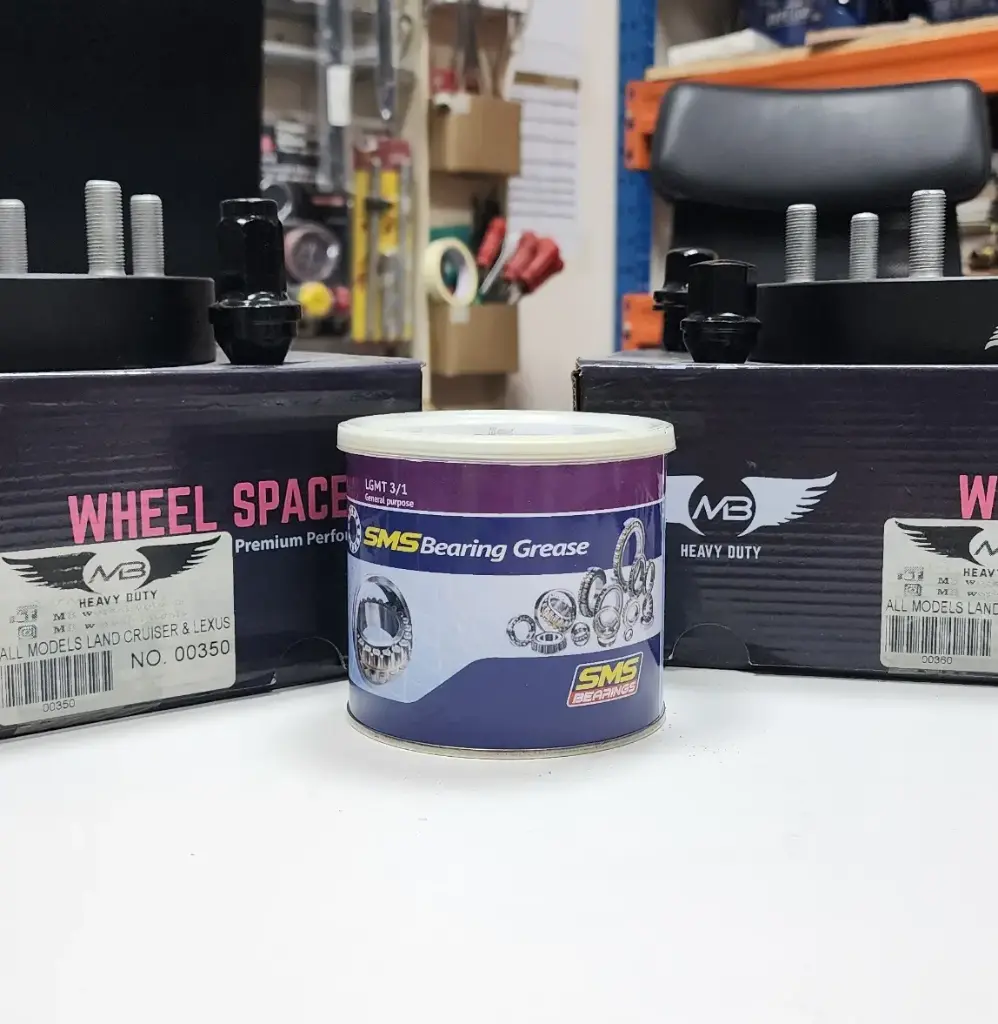 WHEEL SPACE
Premium Perfo
MB
HEAVY DUTY
ALL MODELS LAND CRUISER & LEXUS
NO. 00350
00350
LGMT 3/1
General purpose
SMS Bearing Grease
SMS
BEARINGS
MB
HEAVY DUTY
W
HEAVY
ALL MODELS LAND
00360